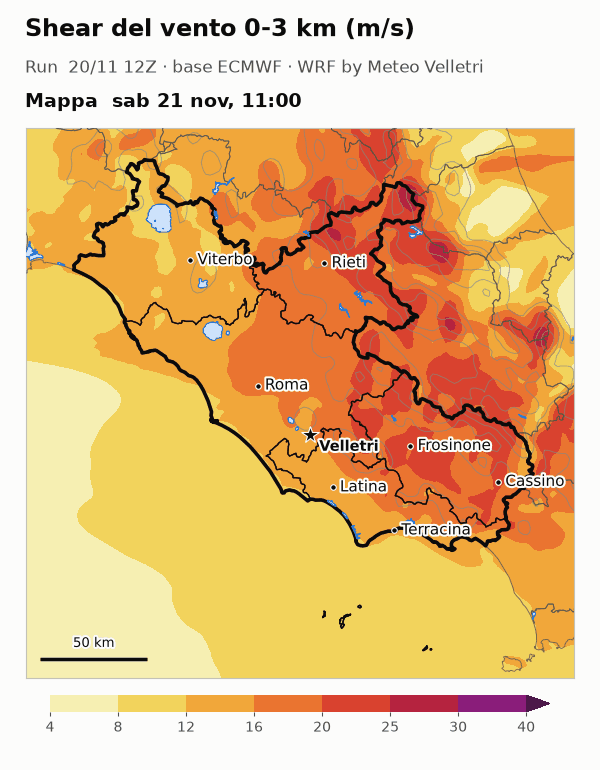 Shear del vento 0-3 km (m/s)
Run  20/11 12Z · base ECMWF · WRF by Meteo Velletri
Mappa  sab 21 nov, 11:00
Viterbo
Rieti
Roma
Velletri
Frosinone
Latina
Cassino
Terracina
50 km
4 8 12 16 20 25 30 40